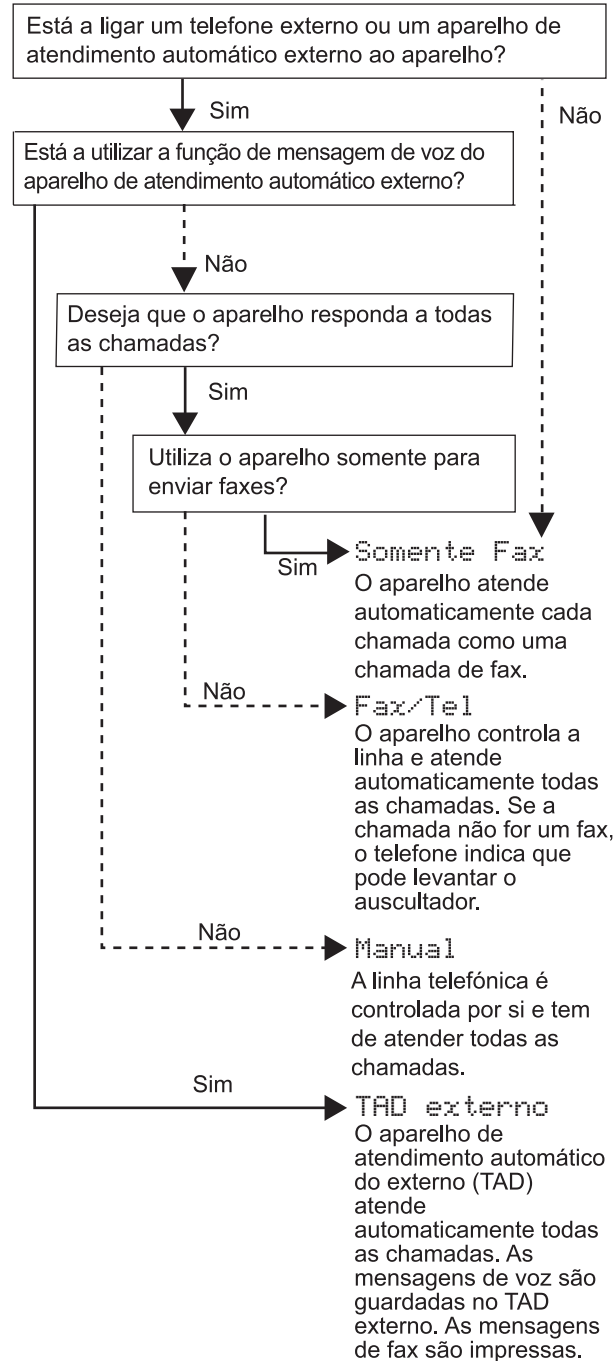 Está a ligar um telefone externo ou um aparelho de
atendimento automático externo ao aparelho?
Sim
Não
Está a utilizar a função de mensagem de voz do
aparelho de atendimento automático externo?
Não
Deseja que o aparelho responda a todas
as chamadas?
Sim
Utiliza o aparelho somente para
enviar faxes?
Sim
Somente Fax
O aparelho atende
automaticamente cada
chamada como uma
chamada de fax.
Não
Fax/Tel
O aparelho controla a
linha e atende
automaticamente todas
as chamadas. Se a
chamada não for um fax,
o telefone indica que
pode levantar o
auscultador.
Não
Manual
A linha telefónica é
controlada por si e tem
de atender todas as
chamadas.
Sim
TAD externo
O aparelho de
atendimento automático
do externo (TAD)
atende
automaticamente todas
as chamadas. As
mensagens de voz são
guardadas no TAD
externo. As mensagens
de fax são impressas.